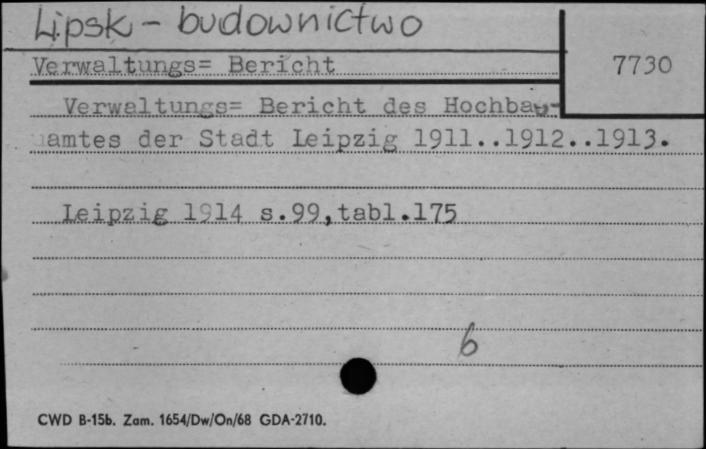 Lipsk - budownictwo
Verwaltungs= Bericht
7730
Verwaltungs= Bericht des Hochbau-
amtes der Stadt Leipzig 1911..1912..1913.
Leipzig 1914 s.99,tabl.175
6
CWD B-15b. Zam. 1654/Dw/On/68 GDA-2710.